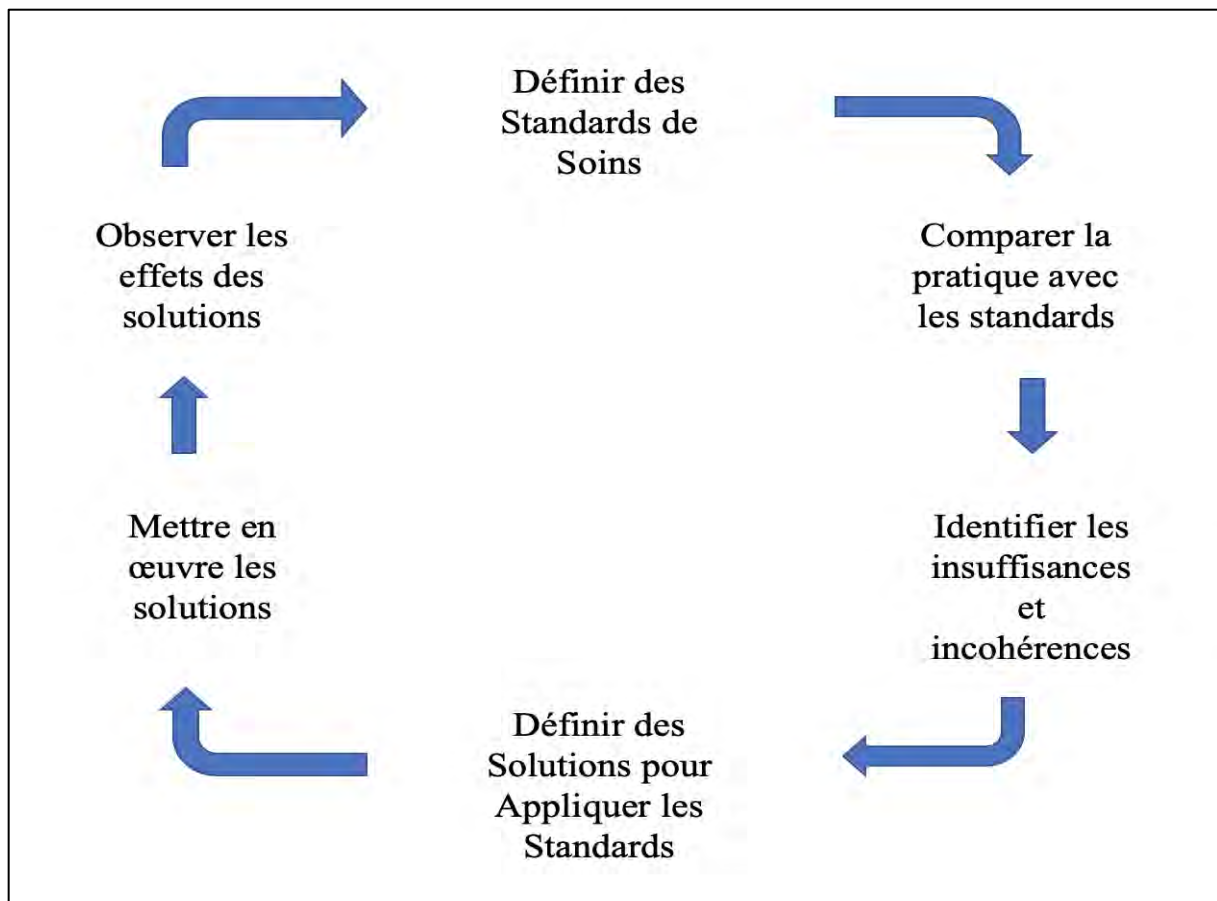 Définir des
Standards de
Soins
Comparer la
pratique avec
les standards
Identifier les
insuffisances
et
incohérences
Définir des
Solutions pour
Appliquer les
Standards
Mettre en
œuvre les
solutions
Observer les
effets des
solutions